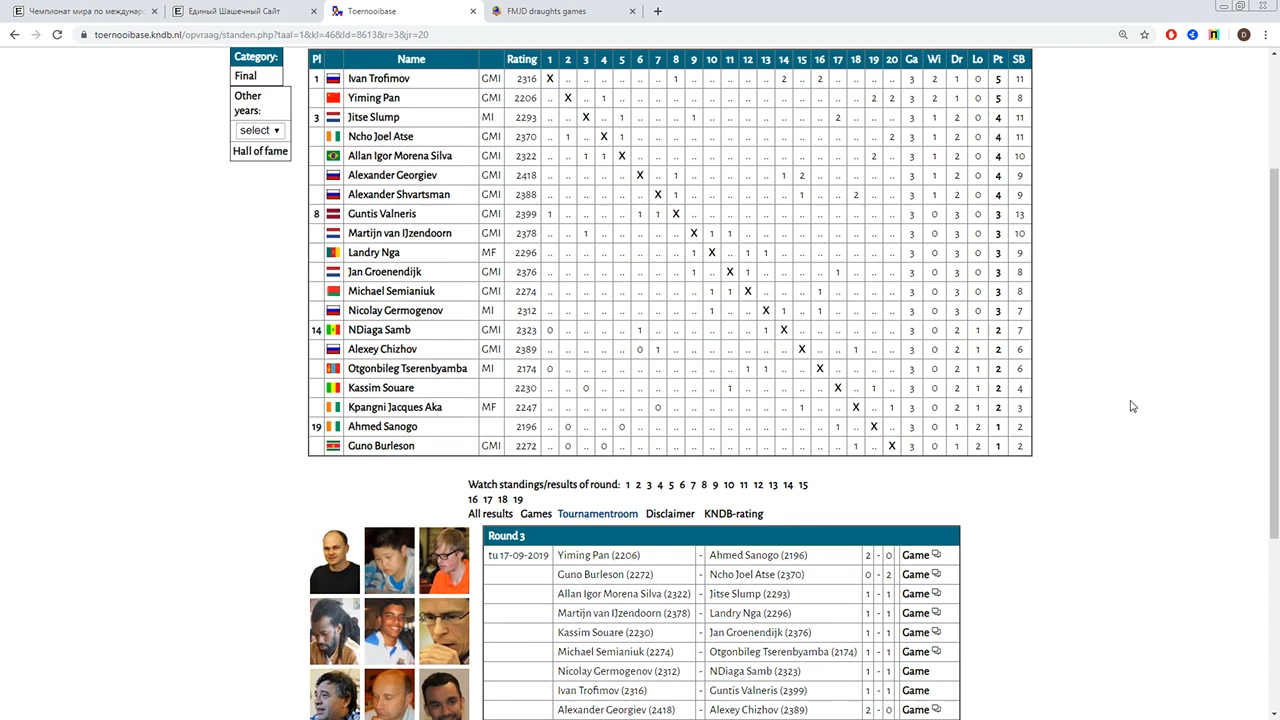 Чемпионат мира по междунар
Единый Шашечный Сайт
Toernooibase
FMJD draughts games
toernooibase.kndb.nl/opvraag/standen.php?taal=1&kl=46&Id=8613&r=3&jr=20
Category:
Final
Other
years:
select
Hall of fame
Pl Name Rating 1 2 3 4 5 6 7 8 9 10 11 12 13 14 15 16 17 18 19 20 Ga Wi Dr Lo Pt SB
1 Ivan Trofimov GMI 2316 X .. .. .. .. .. .. 1 .. .. .. .. .. 2 .. 2 .. .. .. .. 3 2 1 0 5 11
Yiming Pan GMI 2206 .. X .. 1 .. .. .. .. .. .. .. .. .. .. .. .. .. .. 2 2 3 2 1 0 5 8
3 Jitse Slump MI 2293 .. .. X .. 1 .. .. .. 1 .. .. .. .. .. .. .. 2 .. .. .. 3 1 2 0 4 11
Ncho Joel Atse GMI 2370 .. 1 .. X 1 .. .. .. .. .. .. .. .. .. .. .. .. .. .. 2 3 1 2 0 4 11
Allan Igor Morena Silva GMI 2322 .. .. 1 1 X .. .. .. .. .. .. .. .. .. .. .. .. .. 2 .. 3 1 2 0 4 10
Alexander Georgiev GMI 2418 .. .. .. .. .. X .. 1 .. .. .. .. .. 1 2 .. .. .. .. .. 3 1 2 0 4 9
Alexander Shvartsman GMI 2388 .. .. .. .. .. .. X 1 .. .. .. .. .. .. 1 .. .. 2 .. .. 3 1 2 0 4 9
8 Guntis Valneris GMI 2399 1 .. .. .. .. 1 1 X .. .. .. .. .. .. .. .. .. .. .. .. 3 0 3 0 3 13
Martijn van IJzendoorn GMI 2378 .. .. 1 .. .. .. .. .. X 1 1 .. .. .. .. .. .. .. .. .. 3 0 3 0 3 10
Landry Nga MF 2296 .. .. .. .. .. .. .. .. 1 X .. 1 1 .. .. .. .. .. .. .. 3 0 3 0 3 9
Jan Groenendijk GMI 2376 .. .. .. .. .. .. .. .. 1 .. X 1 .. .. .. .. 1 .. .. .. 3 0 3 0 3 8
Michael Semianiuk GMI 2274 .. .. .. .. .. .. .. .. .. 1 1 X .. .. .. 1 .. .. .. .. 3 0 3 0 3 8
Nicolay Germogenov MI 2312 .. .. .. .. .. .. .. .. .. 1 .. .. X 1 .. 1 .. .. .. .. 3 0 3 0 3 7
14 NDiaga Samb GMI 2323 0 .. .. .. .. 1 .. .. .. .. .. .. 1 X .. .. .. .. .. .. 3 0 2 1 2 7
Alexey Chizhov GMI 2389 .. .. .. .. .. 0 1 .. .. .. .. .. .. .. X .. .. 1 .. .. 3 0 2 1 2 6
Otgonbileg Tserenbyamba MI 2174 0 .. .. .. .. .. .. .. .. .. .. 1 1 .. .. X .. .. .. .. 3 0 2 1 2 6
Kassim Souare 2230 .. .. 0 .. .. .. .. .. .. .. 1 .. .. .. .. .. X .. 1 .. 3 0 2 1 2 4
Kpangni Jacques Aka MF 2247 .. .. .. .. .. .. 0 .. .. .. .. .. .. .. 1 .. .. X .. 1 3 0 2 1 2 3
19 Ahmed Sanogo 2196 .. 0 .. .. 0 .. .. .. .. .. .. .. .. .. .. .. 1 .. X .. 3 0 1 2 1 2
Guno Burleson GMI 2272 .. 0 .. 0 .. .. .. .. .. .. .. .. .. .. .. .. .. 1 .. X 3 0 1 2 1 2
Watch standings/results of round: 1 2 3 4 5 6 7 8 9 10 11 12 13 14 15
16 17 18 19
All results Games Tournamentroom Disclaimer KNDB-rating
Round 3
tu 17-09-2019 Yiming Pan (2206) - Ahmed Sanogo (2196) 2 - 0 Game
Guno Burleson (2272) - Ncho Joel Atse (2370) 0 - 2 Game
Allan Igor Morena Silva (2322) - Jitse Slump (2293) 1 - 1 Game
Martijn van IJzendoorn (2378) - Landry Nga (2296) 1 - 1 Game
Kassim Souare (2230) - Jan Groenendijk (2376) 1 - 1 Game
Michael Semianiuk (2274) - Otgonbileg Tserenbyamba (2174) 1 - 1 Game
Nicolay Germogenov (2312) - NDiaga Samb (2323) 1 - 1 Game
Ivan Trofimov (2316) - Guntis Valneris (2399) 1 - 1 Game
Alexander Georgiev (2418) - Alexey Chizhov (2389) 2 - 0 Game